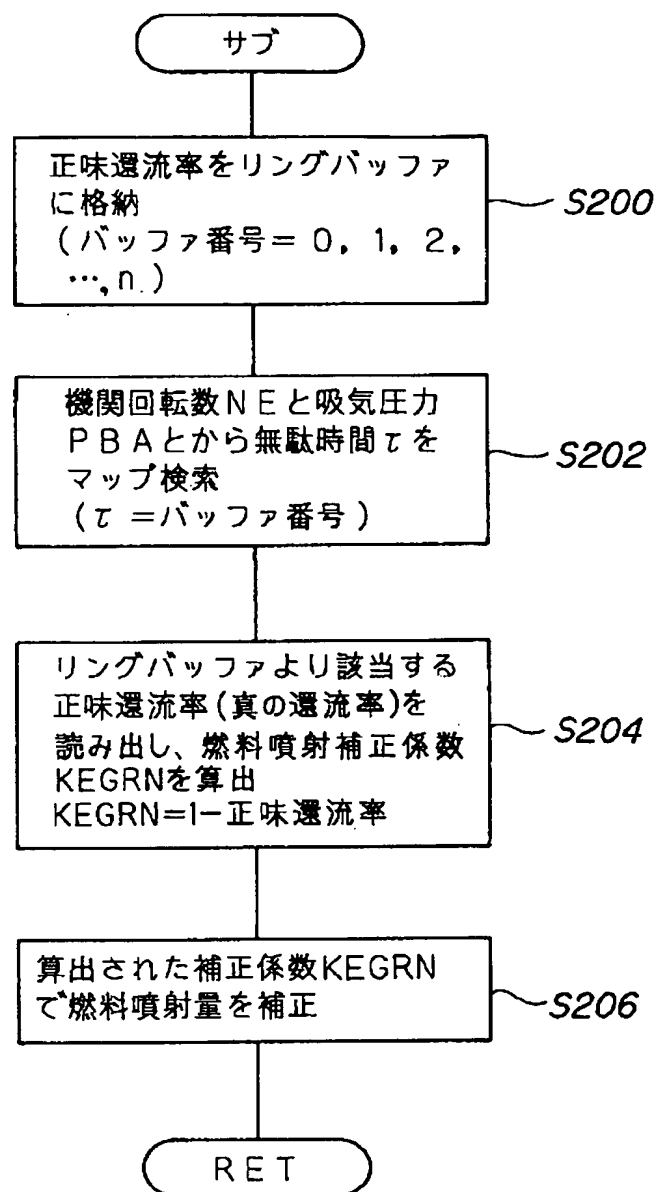 サブ
正味還流率をリングバッファ
に格納
(バッファ番号= 0, 1, 2,
…,n.)
S200
機関回転数NEと吸気圧力
PBAとから無駄時間τを
マップ検索
(τ =バッファ番号)
S202
リングバッファより該当する
正味還流率(真の還流率)を
読み出し、燃料噴射補正係数
KEGRNを算出
KEGRN=1-正味還流率
S204
算出された補正係数KEGRN
で燃料噴射量を補正
S206
RET